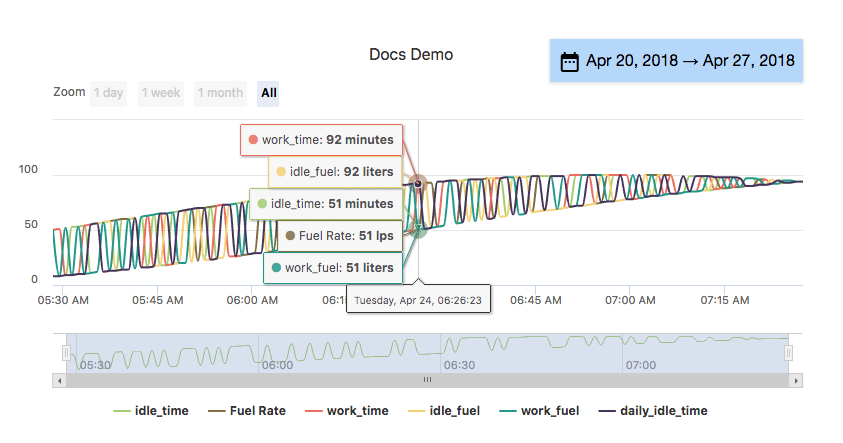 Docs Demo
Apr 20, 2018 → Apr 27, 2018
Zoom 1 day 1 week 1 month All
work_time: 92 minutes
idle_fuel: 92 liters
idle_time: 51 minutes
Fuel Rate: 51 lps
work_fuel: 51 liters
100
50
0
05:30 AM 05:45 AM 06:00 AM 06:15 06:45 AM 07:00 AM 07:15 AM
Tuesday, Apr 24, 06:26:23
05:30 06:00 06:30 07:00
idle_time Fuel Rate work_time idle_fuel work_fuel daily_idle_time